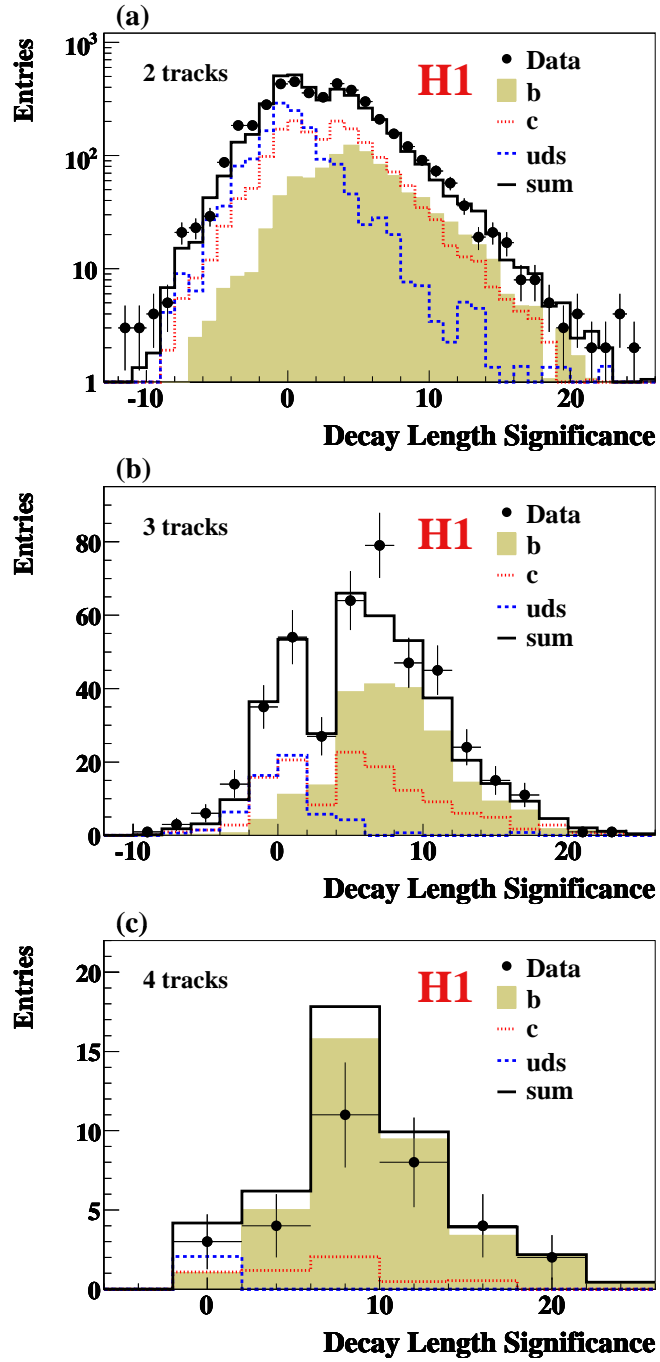 (a)
Entries
10³
10²
10
1
2 tracks
H1
Data
b
c
uds
sum
-10 0 10 20
Decay Length Significance
(b)
Entries
80
60
40
20
0
3 tracks
H1
Data
b
c
uds
sum
-10 0 10 20
Decay Length Significance
(c)
Entries
20
15
10
5
0
4 tracks
H1
Data
b
c
uds
sum
0 10 20
Decay Length Significance